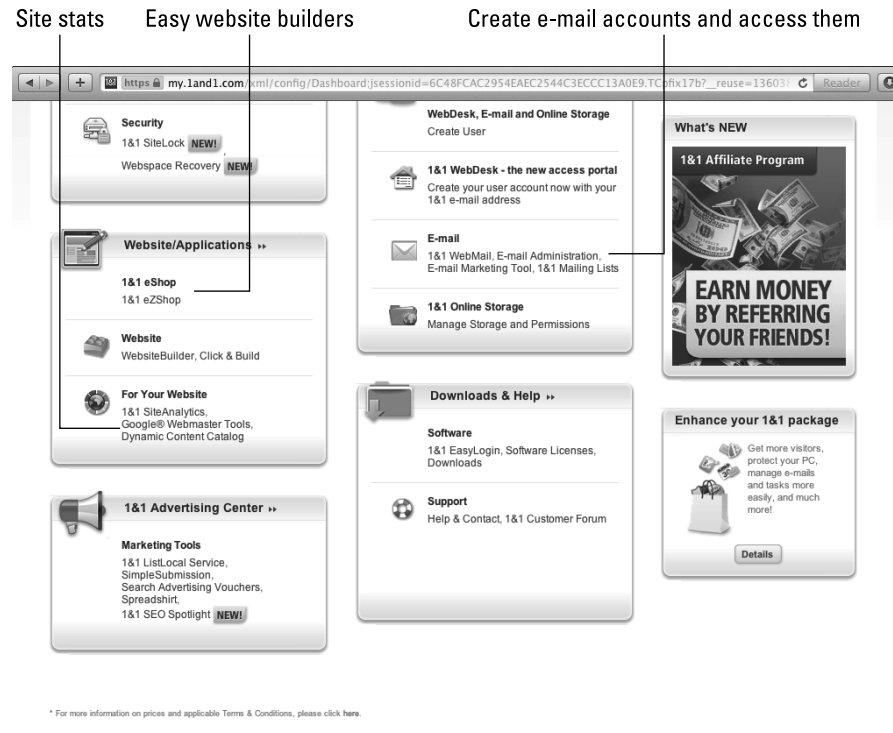 Site stats
Easy website builders
Create e-mail accounts and access them
https
my.1and1.com/xml/config/Dashboard;jsessionid=6C48FCAC2954EAEC2544C3ECCC13A0E9.TCpfix17b?__reuse=13603
Reader
Security
1&1 SiteLock NEW! ,
Webspace Recovery NEW!
Website/Applications
1&1 eShop
1&1 eZShop
Website
WebsiteBuilder, Click & Build
For Your Website
1&1 SiteAnalytics,
Google® Webmaster Tools,
Dynamic Content Catalog
1&1 Advertising Center
Marketing Tools
1&1 ListLocal Service,
SimpleSubmission,
Search Advertising Vouchers,
Spreadshirt,
1&1 SEO Spotlight NEW!
WebDesk, E-mail and Online Storage
Create User
1&1 WebDesk - the new access portal
Create your user account now with your
1&1 e-mail address
E-mail
1&1 WebMail, E-mail Administration,
E-mail Marketing Tool, 1&1 Mailing Lists
1&1 Online Storage
Manage Storage and Permissions
Downloads & Help
Software
1&1 EasyLogin, Software Licenses,
Downloads
Support
Help & Contact, 1&1 Customer Forum
What's NEW
1&1 Affiliate Program
EARN MONEY
BY REFERRING
YOUR FRIENDS!
Enhance your 1&1 package
Get more visitors,
protect your PC,
manage e-mails
and tasks more
easily, and much
more!
Details
* For more information on prices and applicable Terms & Conditions, please click here.